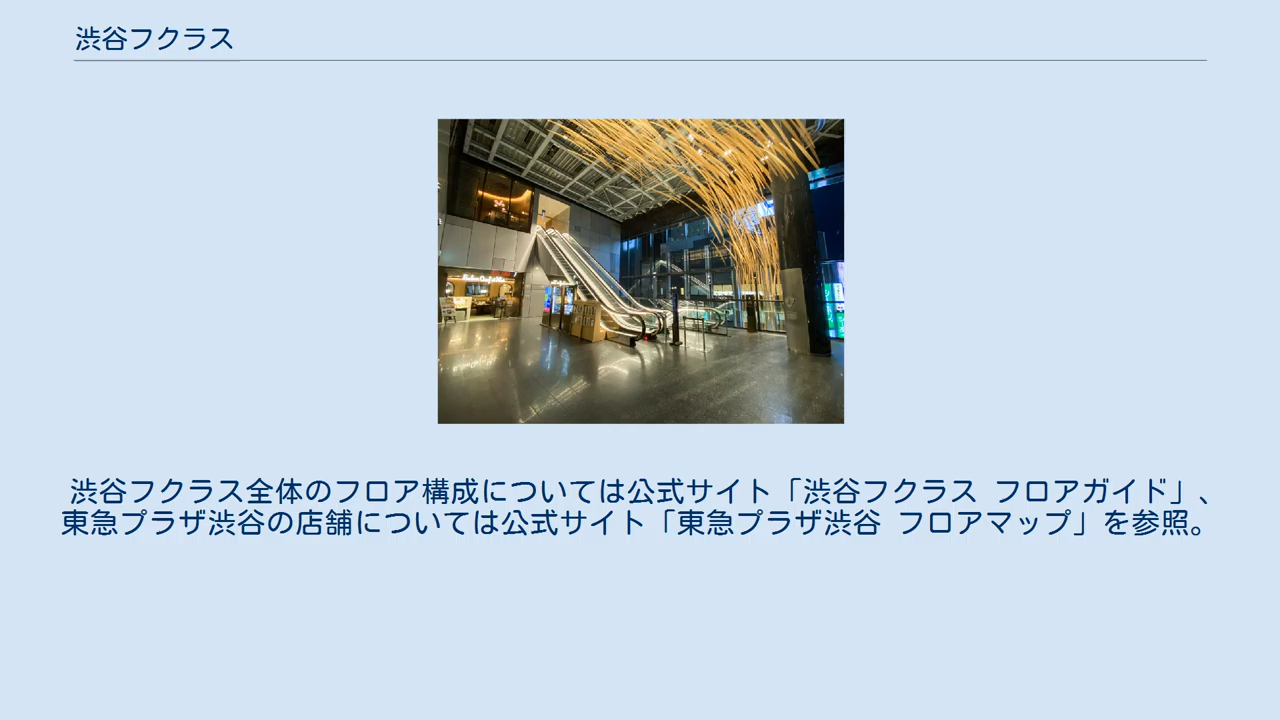 渋谷フクラス
渋谷フクラス全体のフロア構成については公式サイト「渋谷フクラス フロアガイド」、
東急プラザ渋谷の店舗については公式サイト「東急プラザ渋谷 フロアマップ」を参照。